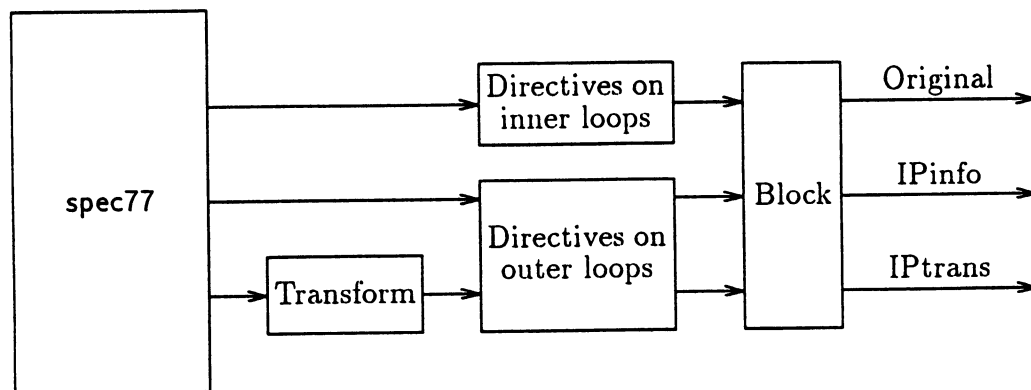 spec77
Directives on
inner loops
Directives on
outer loops
Transform
Block
Original
IPinfo
IPtrans